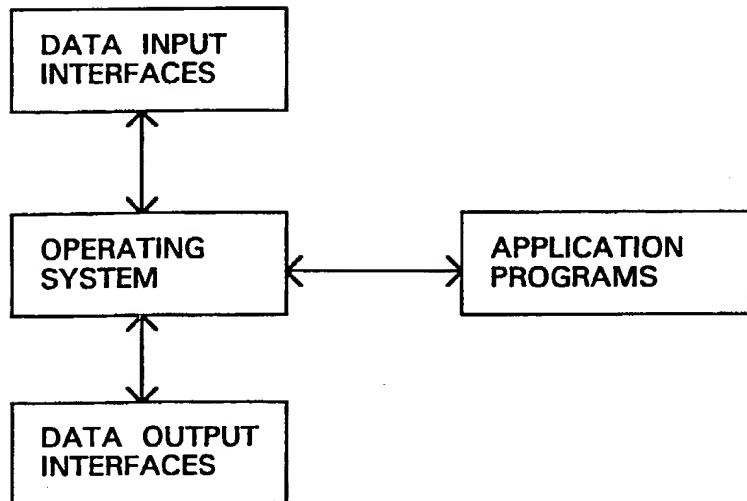 DATA INPUT
INTERFACES
OPERATING
SYSTEM
APPLICATION
PROGRAMS
DATA OUTPUT
INTERFACES